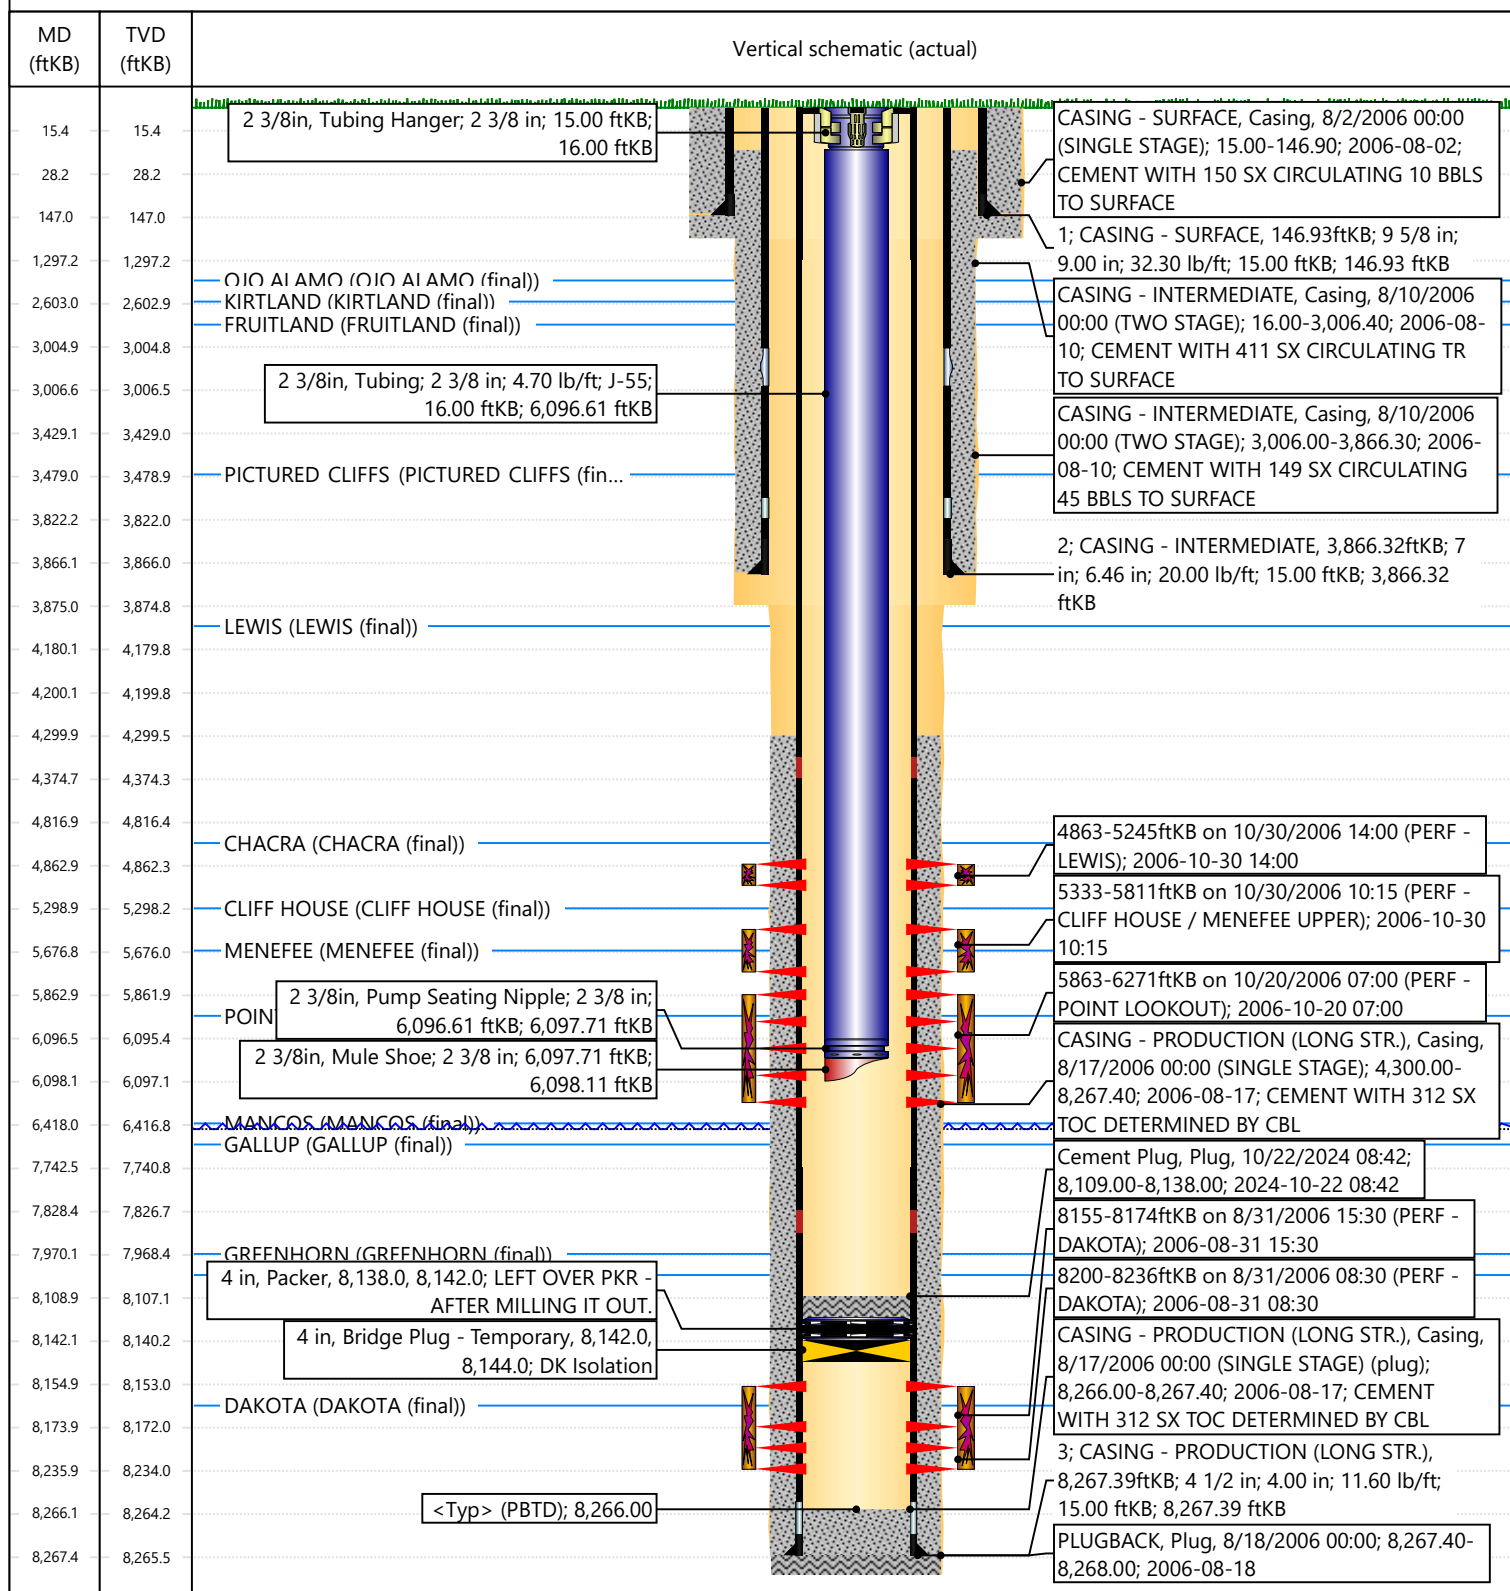 MD
(ftKB)
TVD
(ftKB)
Vertical schematic (actual)
15.4
15.4
28.2
28.2
147.0
147.0
1,297.2
1,297.2
2,603.0
2,602.9
3,004.9
3,004.8
3,006.6
3,006.5
3,429.1
3,429.0
3,479.0
3,478.9
3,822.2
3,822.0
3,866.1
3,866.0
3,875.0
3,874.8
4,180.1
4,179.8
4,200.1
4,199.8
4,299.9
4,299.5
4,374.7
4,374.3
4,816.9
4,816.4
4,862.9
4,862.3
5,298.9
5,298.2
5,676.8
5,676.0
5,862.9
5,861.9
6,096.5
6,095.4
6,098.1
6,097.1
6,418.0
6,416.8
7,742.5
7,740.8
7,828.4
7,826.7
7,970.1
7,968.4
8,108.9
8,107.1
8,142.1
8,140.2
8,154.9
8,153.0
8,173.9
8,172.0
8,235.9
8,234.0
8,266.1
8,264.2
8,267.4
8,265.5
2 3/8in, Tubing Hanger; 2 3/8 in; 15.00 ftKB;
16.00 ftKB
OJO ALAMO (OJO ALAMO (final))
KIRTLAND (KIRTLAND (final))
FRUITLAND (FRUITLAND (final))
2 3/8in, Tubing; 2 3/8 in; 4.70 lb/ft; J-55;
16.00 ftKB; 6,096.61 ftKB
PICTURED CLIFFS (PICTURED CLIFFS (fin...
LEWIS (LEWIS (final))
CHACRA (CHACRA (final))
CLIFF HOUSE (CLIFF HOUSE (final))
MENEFEE (MENEFEE (final))
2 3/8in, Pump Seating Nipple; 2 3/8 in;
6,096.61 ftKB; 6,097.71 ftKB
POINT
2 3/8in, Mule Shoe; 2 3/8 in; 6,097.71 ftKB;
6,098.11 ftKB
MANCOS (MANCOS (final))
GALLUP (GALLUP (final))
GREENHORN (GREENHORN (final))
4 in, Packer, 8,138.0, 8,142.0; LEFT OVER PKR -
AFTER MILLING IT OUT.
4 in, Bridge Plug - Temporary, 8,142.0,
8,144.0; DK Isolation
DAKOTA (DAKOTA (final))
<Typ> (PBTD); 8,266.00
CASING - SURFACE, Casing, 8/2/2006 00:00
(SINGLE STAGE); 15.00-146.90; 2006-08-02;
CEMENT WITH 150 SX CIRCULATING 10 BBLS
TO SURFACE
1; CASING - SURFACE, 146.93ftKB; 9 5/8 in;
9.00 in; 32.30 lb/ft; 15.00 ftKB; 146.93 ftKB
CASING - INTERMEDIATE, Casing, 8/10/2006
00:00 (TWO STAGE); 16.00-3,006.40; 2006-08-
10; CEMENT WITH 411 SX CIRCULATING TR
TO SURFACE
CASING - INTERMEDIATE, Casing, 8/10/2006
00:00 (TWO STAGE); 3,006.00-3,866.30; 2006-
08-10; CEMENT WITH 149 SX CIRCULATING
45 BBLS TO SURFACE
2; CASING - INTERMEDIATE, 3,866.32ftKB; 7
in; 6.46 in; 20.00 lb/ft; 15.00 ftKB; 3,866.32
ftKB
4863-5245ftKB on 10/30/2006 14:00 (PERF -
LEWIS); 2006-10-30 14:00
5333-5811ftKB on 10/30/2006 10:15 (PERF -
CLIFF HOUSE / MENEFEE UPPER); 2006-10-30
10:15
5863-6271ftKB on 10/20/2006 07:00 (PERF -
POINT LOOKOUT); 2006-10-20 07:00
CASING - PRODUCTION (LONG STR.), Casing,
8/17/2006 00:00 (SINGLE STAGE); 4,300.00-
8,267.40; 2006-08-17; CEMENT WITH 312 SX
TOC DETERMINED BY CBL
Cement Plug, Plug, 10/22/2024 08:42;
8,109.00-8,138.00; 2024-10-22 08:42
8155-8174ftKB on 8/31/2006 15:30 (PERF -
DAKOTA); 2006-08-31 15:30
8200-8236ftKB on 8/31/2006 08:30 (PERF -
DAKOTA); 2006-08-31 08:30
CASING - PRODUCTION (LONG STR.), Casing,
8/17/2006 00:00 (SINGLE STAGE) (plug);
8,266.00-8,267.40; 2006-08-17; CEMENT
WITH 312 SX TOC DETERMINED BY CBL
3; CASING - PRODUCTION (LONG STR.),
8,267.39ftKB; 4 1/2 in; 4.00 in; 11.60 lb/ft;
15.00 ftKB; 8,267.39 ftKB
PLUGBACK, Plug, 8/18/2006 00:00; 8,267.40-
8,268.00; 2006-08-18